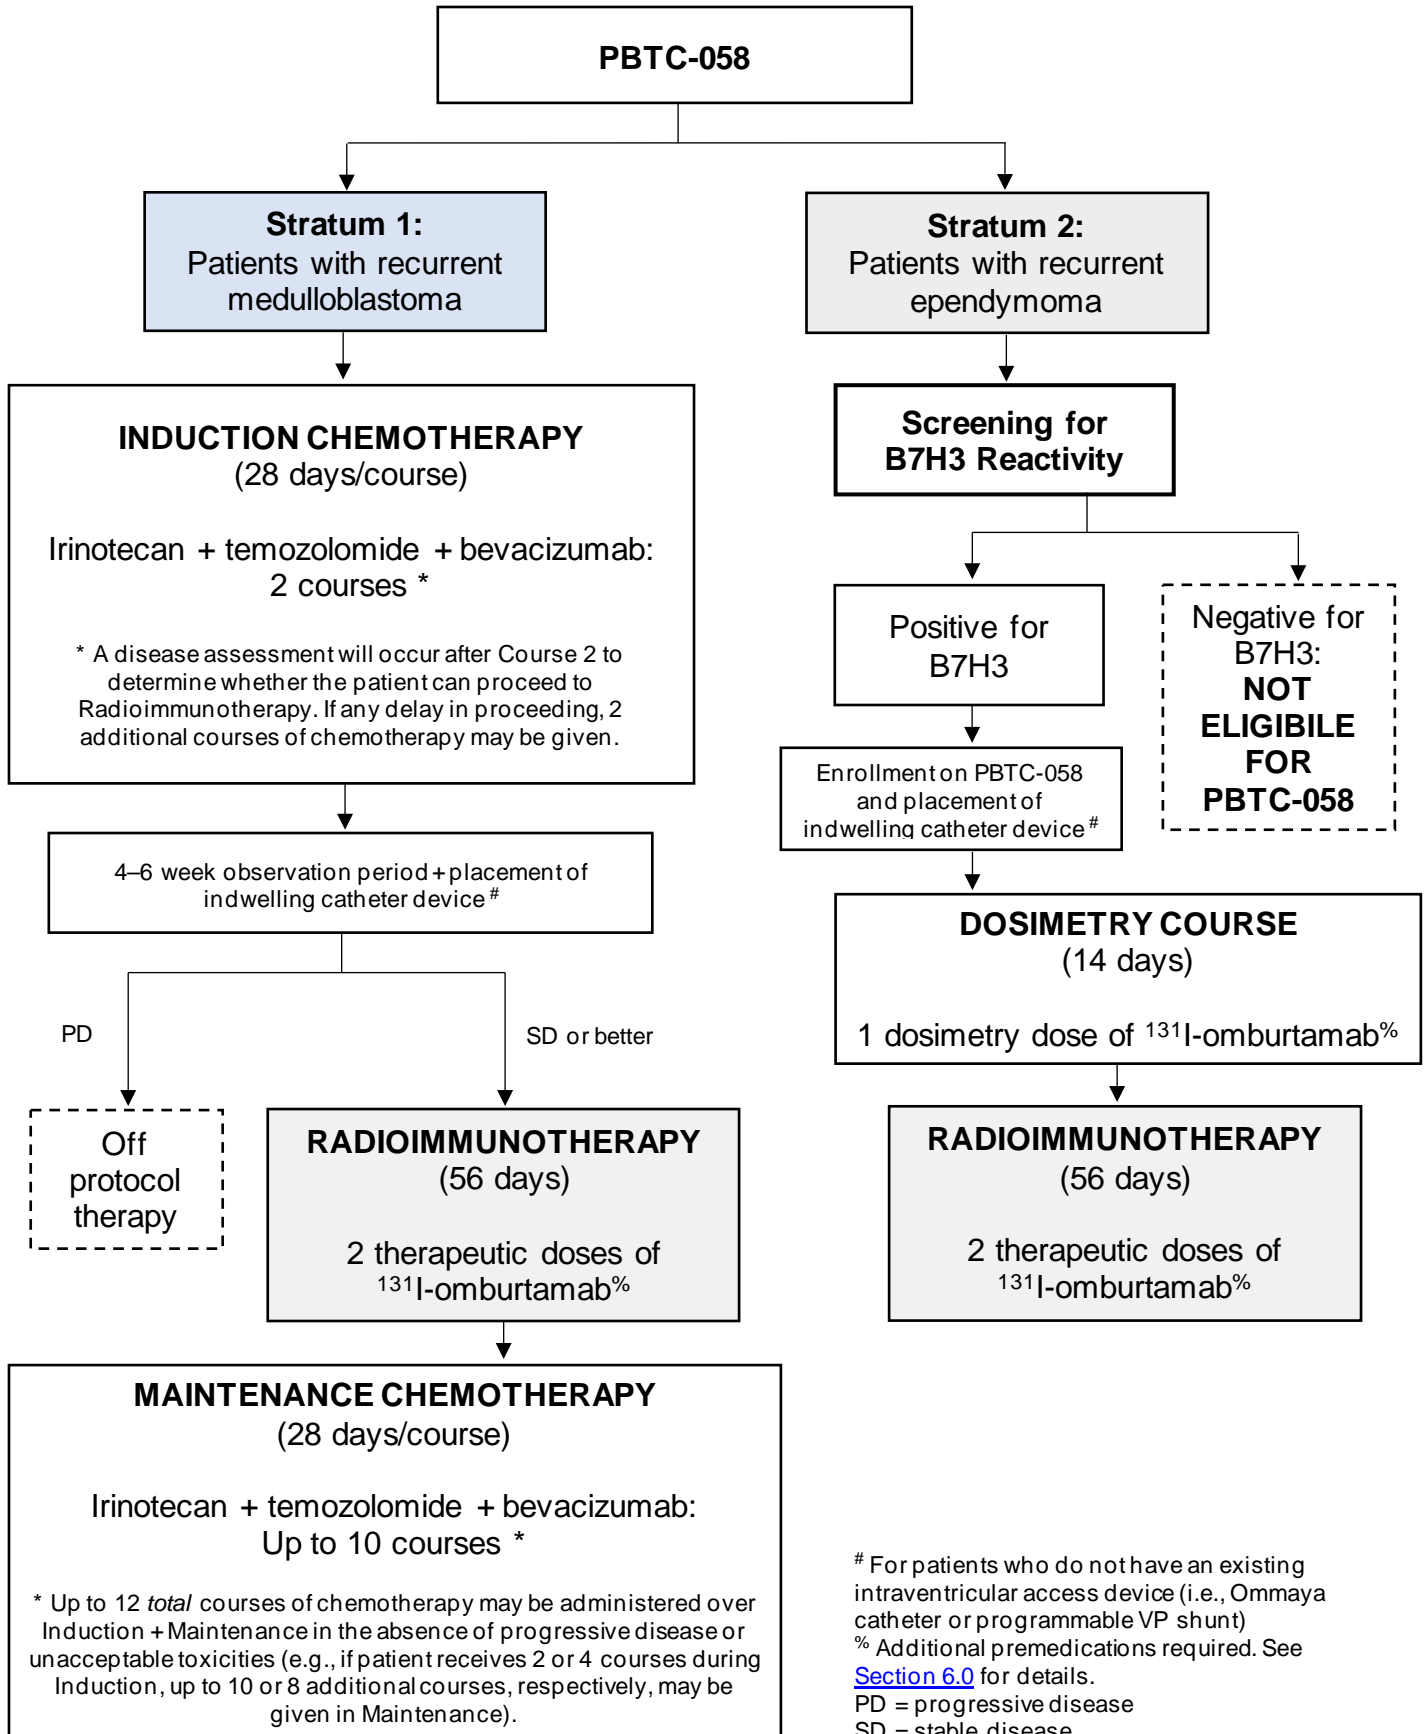 PBTC-058
Stratum 1:
Patients with recurrent
medulloblastoma
INDUCTION CHEMOTHERAPY
(28 days/course)
Irinotecan + temozolomide + bevacizumab:
2 courses *
* A disease assessment will occur after Course 2 to
determine whether the patient can proceed to
Radioimmunotherapy. If any delay in proceeding, 2
additional courses of chemotherapy may be given.
4–6 week observation period + placement of
indwelling catheter device #
PD
SD or better
Off
protocol
therapy
RADIOIMMUNOTHERAPY
(56 days)
2 therapeutic doses of
131I-omburtamab%
MAINTENANCE CHEMOTHERAPY
(28 days/course)
Irinotecan + temozolomide + bevacizumab:
Up to 10 courses *
* Up to 12 total courses of chemotherapy may be administered over
Induction + Maintenance in the absence of progressive disease or
unacceptable toxicities (e.g., if patient receives 2 or 4 courses during
Induction, up to 10 or 8 additional courses, respectively, may be
given in Maintenance).
Stratum 2:
Patients with recurrent
ependymoma
Screening for
B7H3 Reactivity
Positive for
B7H3
Negative for
B7H3:
NOT
ELIGIBILE
FOR
PBTC-058
Enrollment on PBTC-058
and placement of
indwelling catheter device #
DOSIMETRY COURSE
(14 days)
1 dosimetry dose of 131I-omburtamab%
RADIOIMMUNOTHERAPY
(56 days)
2 therapeutic doses of
131I-omburtamab%
# For patients who do not have an existing
intraventricular access device (i.e., Ommaya
catheter or programmable VP shunt)
% Additional premedications required. See
Section 6.0 for details.
PD = progressive disease
SD = stable disease